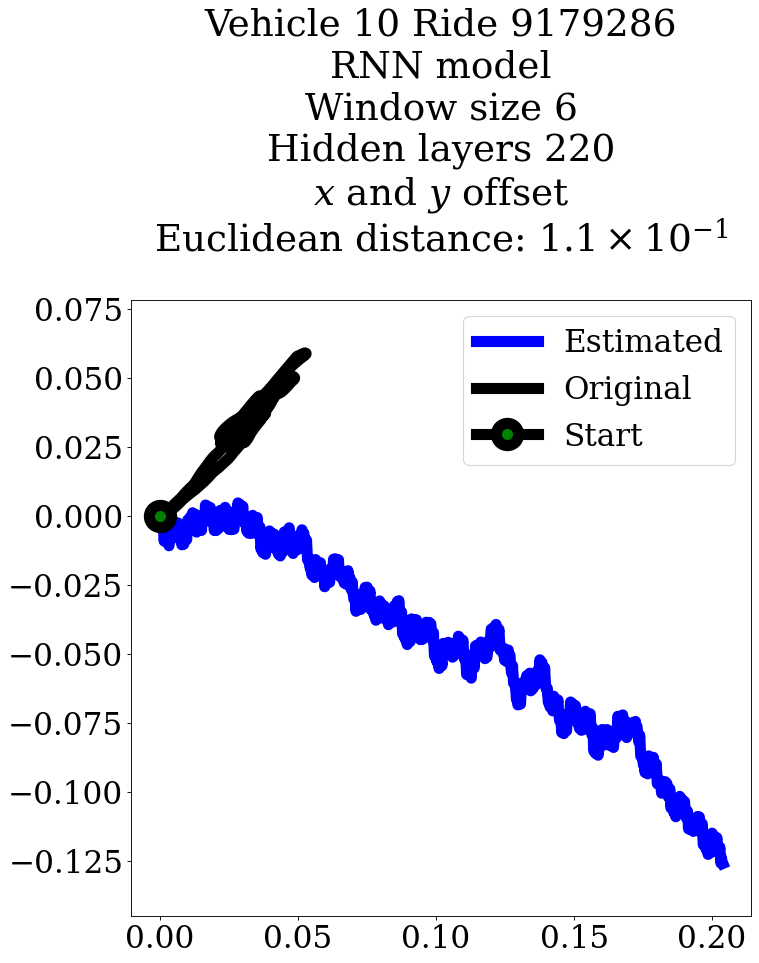 Vehicle 10 Ride 9179286
RNN model
Window size 6
Hidden layers 220
x and y offset
Euclidean distance: 1.1 × 10⁻¹
Estimated
Original
Start
0.075
0.050
0.025
0.000
−0.025
−0.050
−0.075
−0.100
−0.125
0.00 0.05 0.10 0.15 0.20